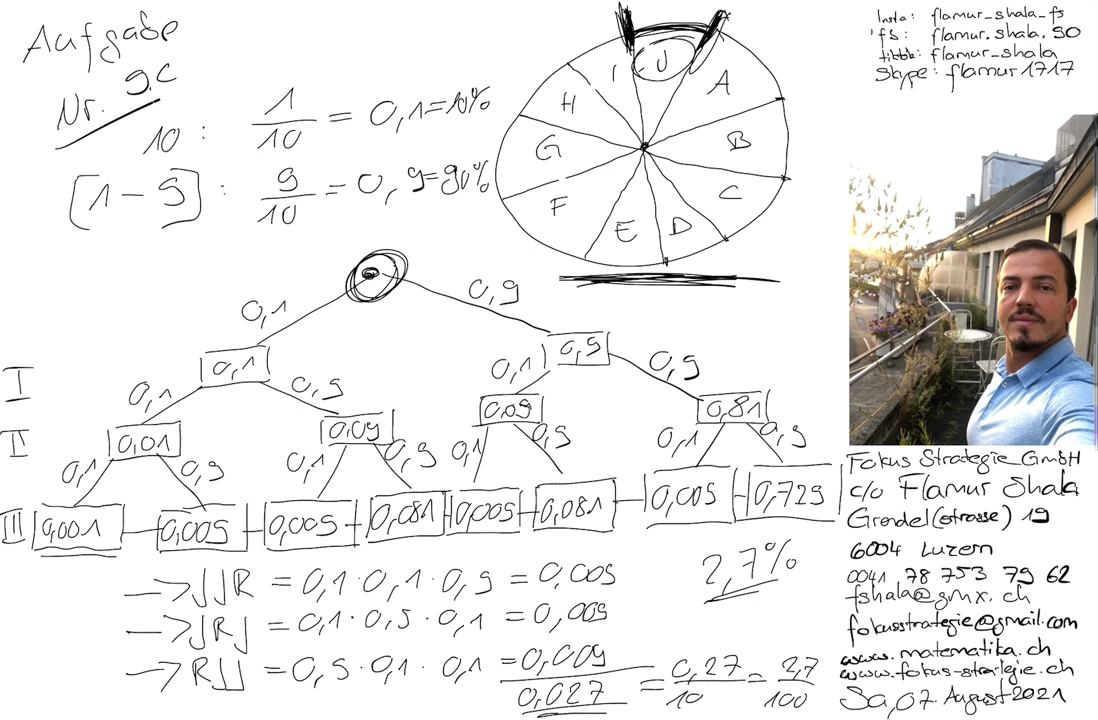 Aufgabe
Nr. 9.c
10 : 1/10 = 0,1 = 10%
[1 - 9] : 9/10 = 0,9 = 90%
I J A
H B
G C
F E D
0,1 0,9
I 0,1 0,9
0,1 0,9 0,1 0,9
II 0,01 0,09 0,09 0,81
0,1 0,9 0,1 0,9 0,1 0,9 0,1 0,9
III 0,001 - 0,009 - 0,009 - 0,081 - 0,009 - 0,081 - 0,009 - 0,729
→ JJR = 0,1 · 0,1 · 0,9 = 0,009
→ JRJ = 0,1 · 0,9 · 0,1 = 0,009
→ RJJ = 0,9 · 0,1 · 0,1 = 0,009
0,027 = 0,27/10 = 2,7/100
2,7%
Insta: flamur_shala_fs
fb: flamur.shala.90
tiktok: flamur_shala
Skype: flamur1717
Fokus Strategie GmbH
c/o Flamur Shala
Grendel(strasse) 19
6004 Luzern
0041 78 753 79 62
fshala@gmx.ch
fokusstrategie@gmail.com
www.matematika.ch
www.fokus-strategie.ch
Sa, 07. August 2021